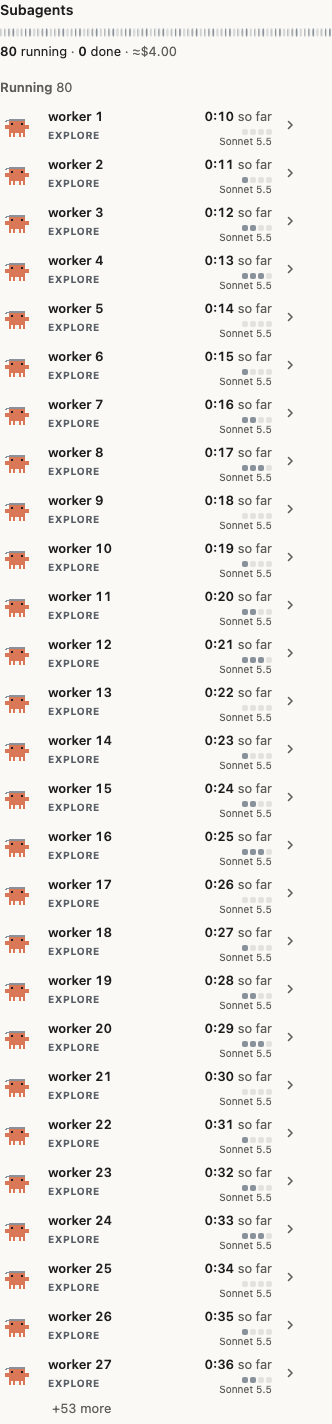 Subagents
80 running · 0 done · ≈$4.00
Running 80
worker 1 0:10 so far
EXPLORE Sonnet 5.5
worker 2 0:11 so far
EXPLORE Sonnet 5.5
worker 3 0:12 so far
EXPLORE Sonnet 5.5
worker 4 0:13 so far
EXPLORE Sonnet 5.5
worker 5 0:14 so far
EXPLORE Sonnet 5.5
worker 6 0:15 so far
EXPLORE Sonnet 5.5
worker 7 0:16 so far
EXPLORE Sonnet 5.5
worker 8 0:17 so far
EXPLORE Sonnet 5.5
worker 9 0:18 so far
EXPLORE Sonnet 5.5
worker 10 0:19 so far
EXPLORE Sonnet 5.5
worker 11 0:20 so far
EXPLORE Sonnet 5.5
worker 12 0:21 so far
EXPLORE Sonnet 5.5
worker 13 0:22 so far
EXPLORE Sonnet 5.5
worker 14 0:23 so far
EXPLORE Sonnet 5.5
worker 15 0:24 so far
EXPLORE Sonnet 5.5
worker 16 0:25 so far
EXPLORE Sonnet 5.5
worker 17 0:26 so far
EXPLORE Sonnet 5.5
worker 18 0:27 so far
EXPLORE Sonnet 5.5
worker 19 0:28 so far
EXPLORE Sonnet 5.5
worker 20 0:29 so far
EXPLORE Sonnet 5.5
worker 21 0:30 so far
EXPLORE Sonnet 5.5
worker 22 0:31 so far
EXPLORE Sonnet 5.5
worker 23 0:32 so far
EXPLORE Sonnet 5.5
worker 24 0:33 so far
EXPLORE Sonnet 5.5
worker 25 0:34 so far
EXPLORE Sonnet 5.5
worker 26 0:35 so far
EXPLORE Sonnet 5.5
worker 27 0:36 so far
EXPLORE Sonnet 5.5
+53 more